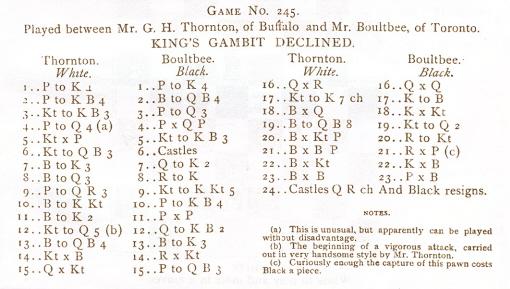 GAME NO. 245.
Played between Mr. G. H. Thornton, of Buffalo and Mr. Boultbee, of Toronto.
KING'S GAMBIT DECLINED.
Thornton. Boultbee.
White. Black.
1..P to K 4 1..P to K 4
2..P to K B 4 2..B to Q B 4
3..Kt to K B 3 3..P to Q 3
4..P to Q 4 (a) 4..P x Q P
5..Kt x P 5..Kt to K B 3
6..Kt to Q B 3 6..Castles
7..B to K 3 7..Q to K 2
8..B to Q 3 8..R to K
9..P to Q R 3 9..Kt to K Kt 5
10..B to K Kt 10..P to K B 4
11..B to K 2 11..P x P
12..Kt to Q 5 (b) 12..Q to K B 2
13..B to Q B 4 13..B to K 3
14..Kt x B 14..R x Kt
15..Q x Kt 15..P to Q B 3
Thornton. Boultbee.
White. Black.
16..Q x R 16..Q x Q
17..Kt to K 7 ch 17..K to B
18..B x Q 18..K x Kt
19..B to Q B 8 19..Kt to Q 2
20..B x Kt P 20..R to Kt
21..B x B P 21..R x P (c)
22..B x Kt 22..K x B
23..B x B 23..P x B
24..Castles Q R ch And Black resigns.
NOTES.
(a) This is unusual, but apparently can be played
without disadvantage.
(b) The beginning of a vigorous attack, carried
out in very handsome style by Mr. Thornton.
(c) Curiously enough the capture of this pawn costs
Black a piece.